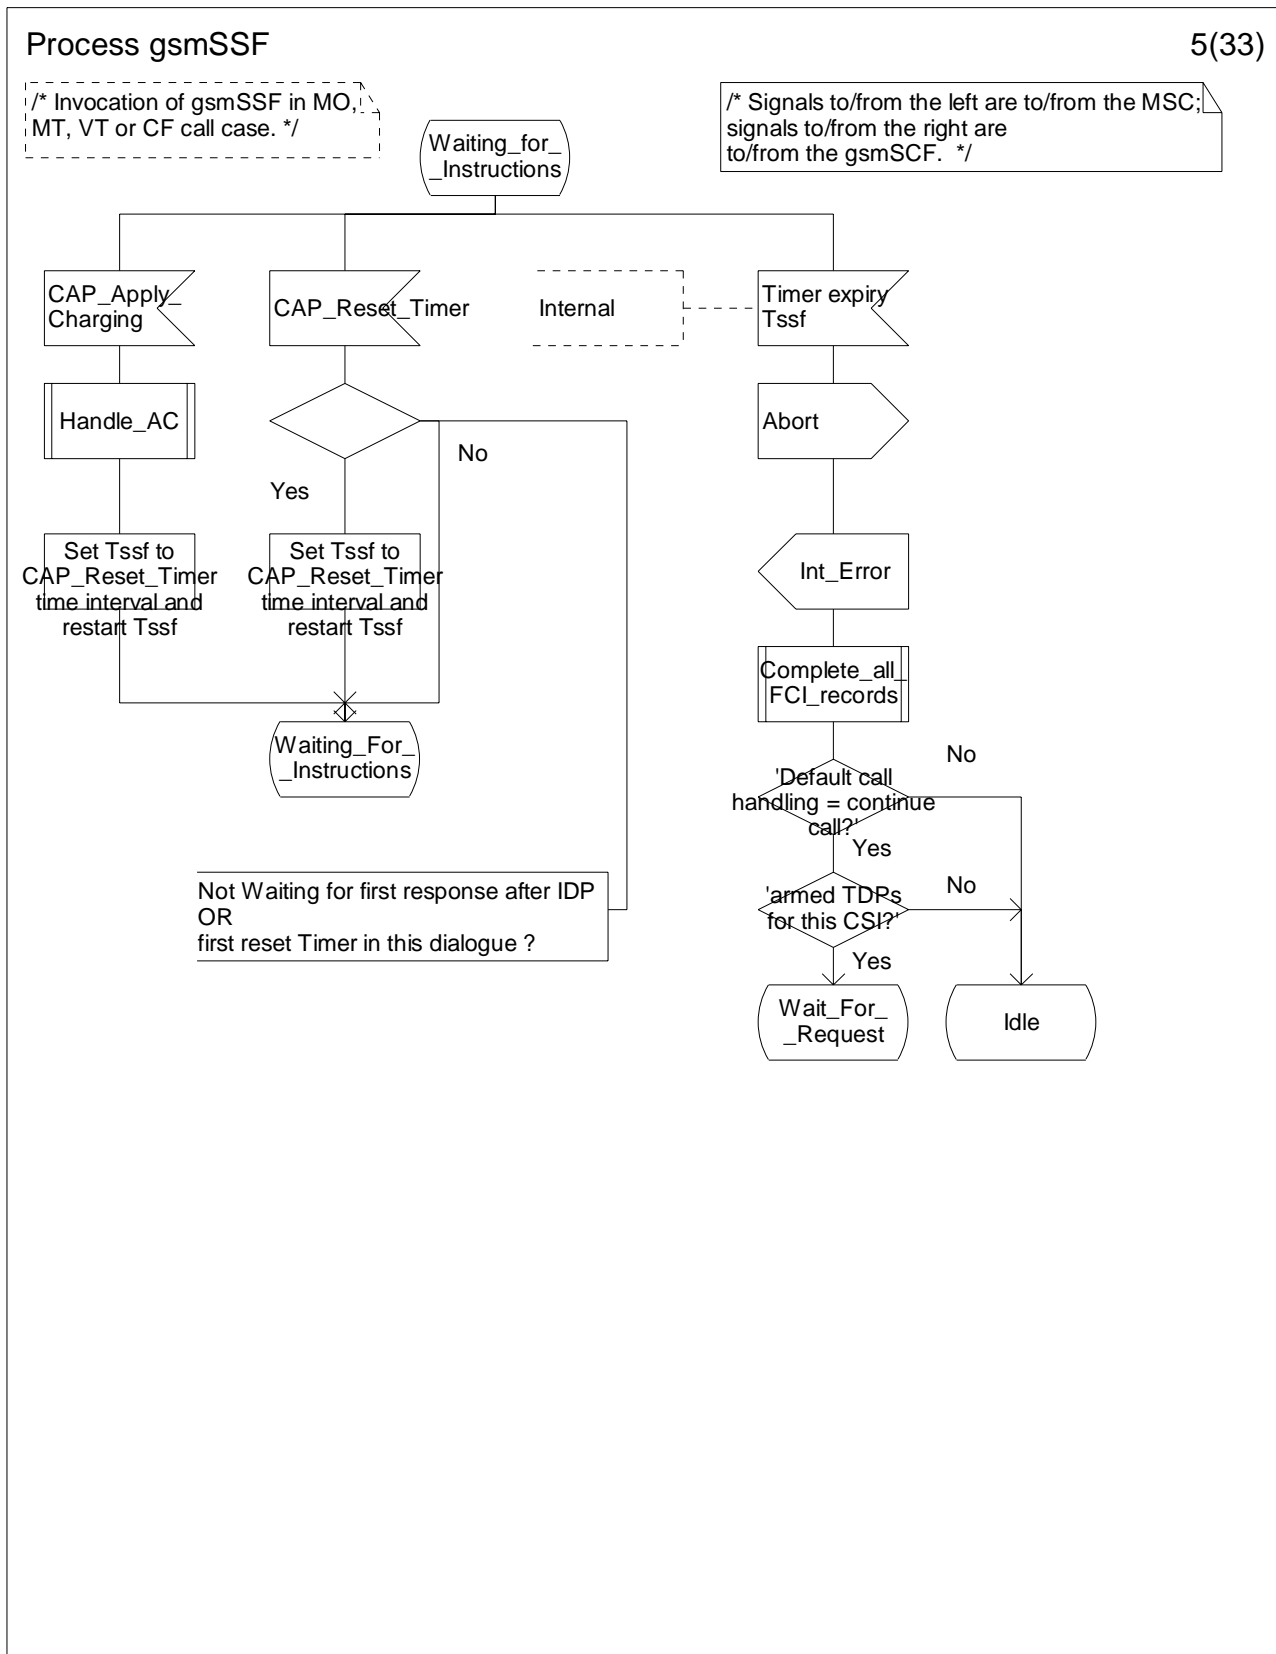 Process gsmSSF
5(33)
/* Invocation of gsmSSF in MO,
MT, VT or CF call case. */
/* Signals to/from the left are to/from the MSC;
signals to/from the right are
to/from the gsmSCF.  */
Waiting_for_
_Instructions
CAP_Apply_
Charging
CAP_Reset_Timer
Internal
Timer expiry
Tssf
Handle_AC
Abort
No
Yes
Set Tssf to
CAP_Reset_Timer
time interval and
restart Tssf
Set Tssf to
CAP_Reset_Timer
time interval and
restart Tssf
Int_Error
Complete_all_
FCI_records
Waiting_For_
_Instructions
No
'Default call
handling = continue
call?'
Yes
Not Waiting for first response after IDP
OR
first reset Timer in this dialogue ?
'armed TDPs
for this CSI?'
No
Yes
Wait_For_
_Request
Idle